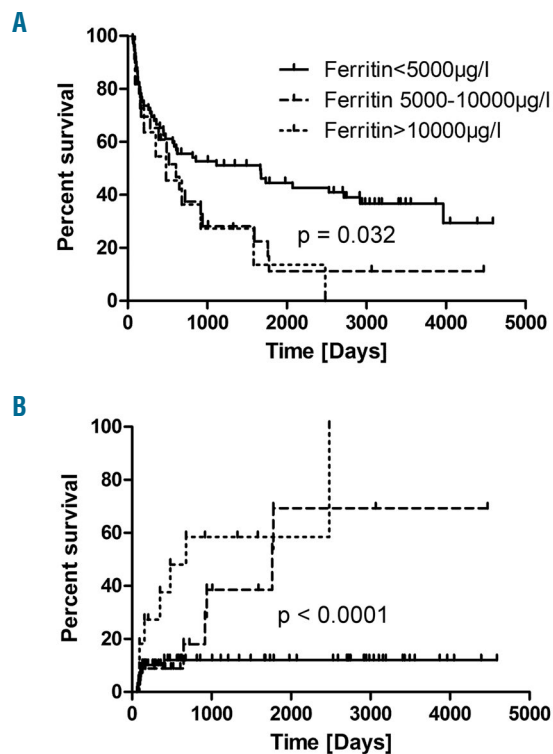 A
100
80
60
40
20
0
Percent survival
Ferritin<5000µg/l
Ferritin 5000-10000µg/l
Ferritin>10000µg/l
p = 0.032
0 1000 2000 3000 4000 5000
Time [Days]
B
100
80
60
40
20
0
Percent survival
p < 0.0001
0 1000 2000 3000 4000 5000
Time [Days]